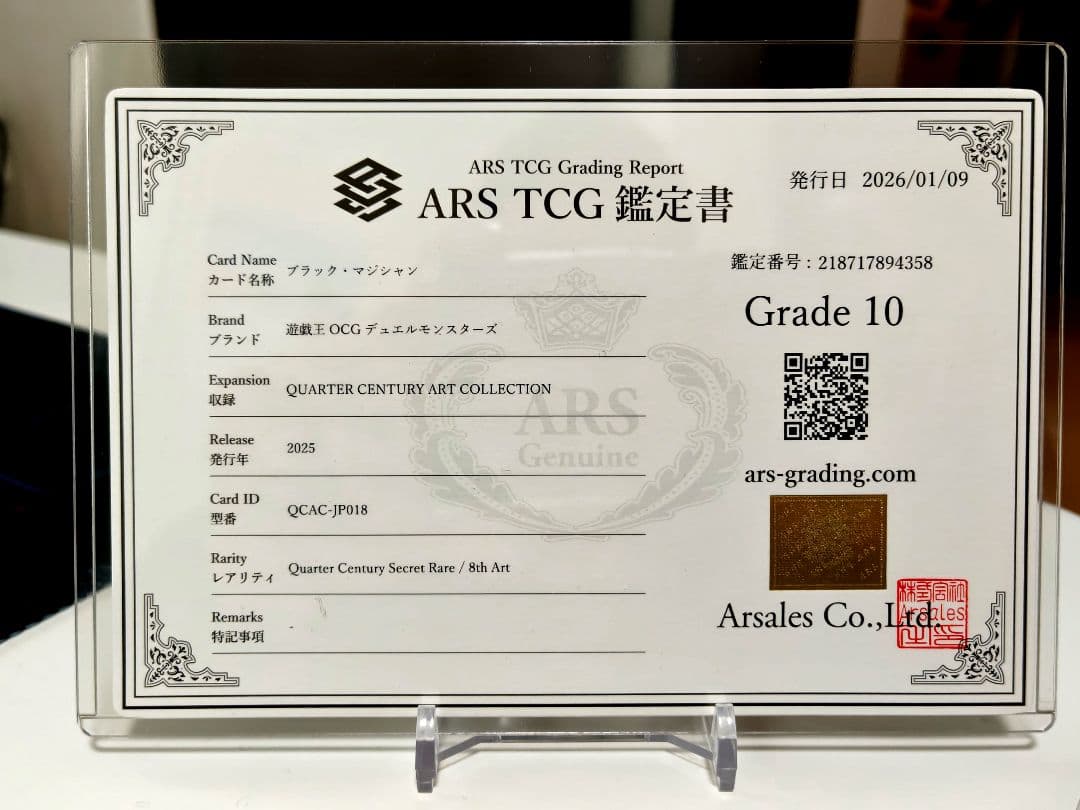 ARS TCG Grading Report
ARS TCG 鑑定書
発行日 2026/01/09
Card Name
カード名称
ブラック・マジシャン
Brand
ブランド
遊戯王 OCG デュエルモンスターズ
Expansion
収録
QUARTER CENTURY ART COLLECTION
Release
発行年
2025
Card ID
型番
QCAC-JP018
Rarity
レアリティ
Quarter Century Secret Rare / 8th Art
Remarks
特記事項
-
ARS
Genuine
鑑定番号 : 218717894358
Grade 10
ars-grading.com
Arsales Co.,Ltd.
株式会社
Arsales